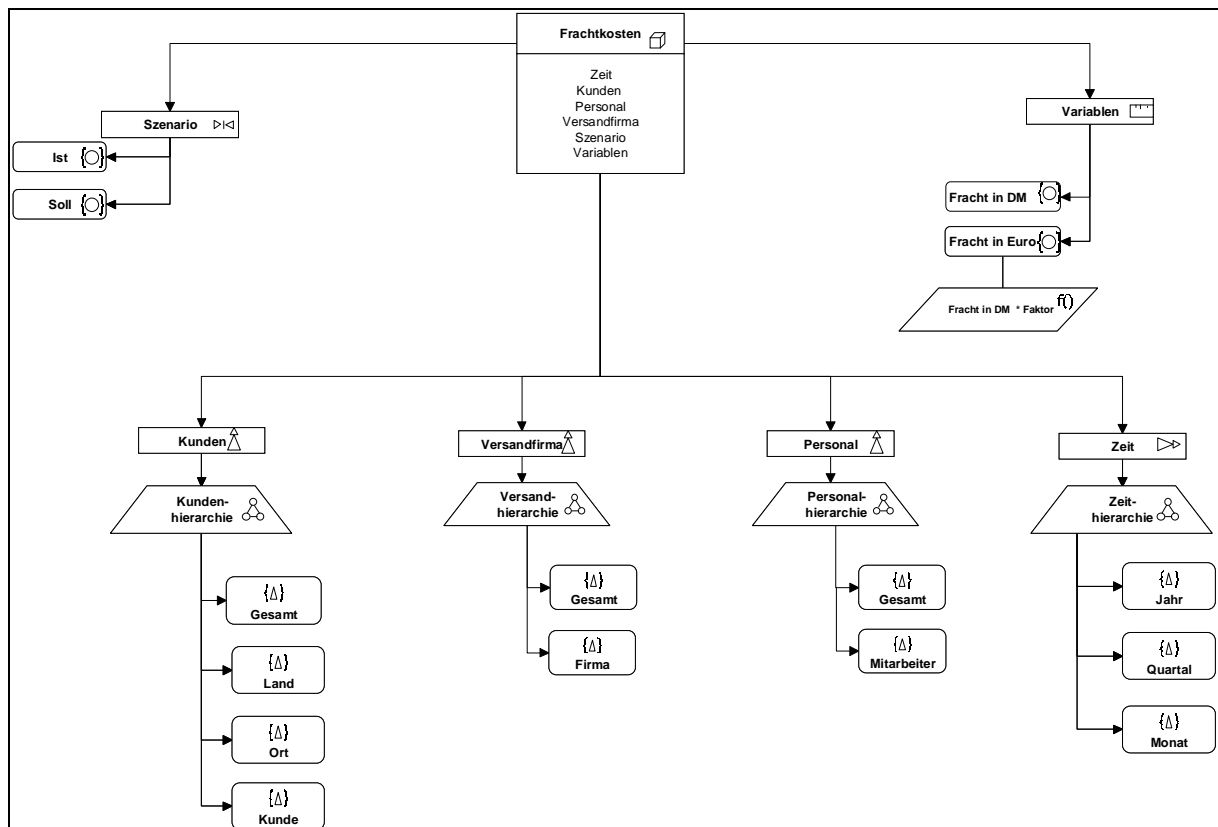 Frachtkosten
Zeit
Kunden
Personal
Versandfirma
Szenario
Variablen
Szenario
Ist
Soll
Variablen
Fracht in DM
Fracht in Euro
Fracht in DM * Faktor f()
Kunden
Kunden-
hierarchie
Gesamt
Land
Ort
Kunde
Versandfirma
Versand-
hierarchie
Gesamt
Firma
Personal
Personal-
hierarchie
Gesamt
Mitarbeiter
Zeit
Zeit-
hierarchie
Jahr
Quartal
Monat